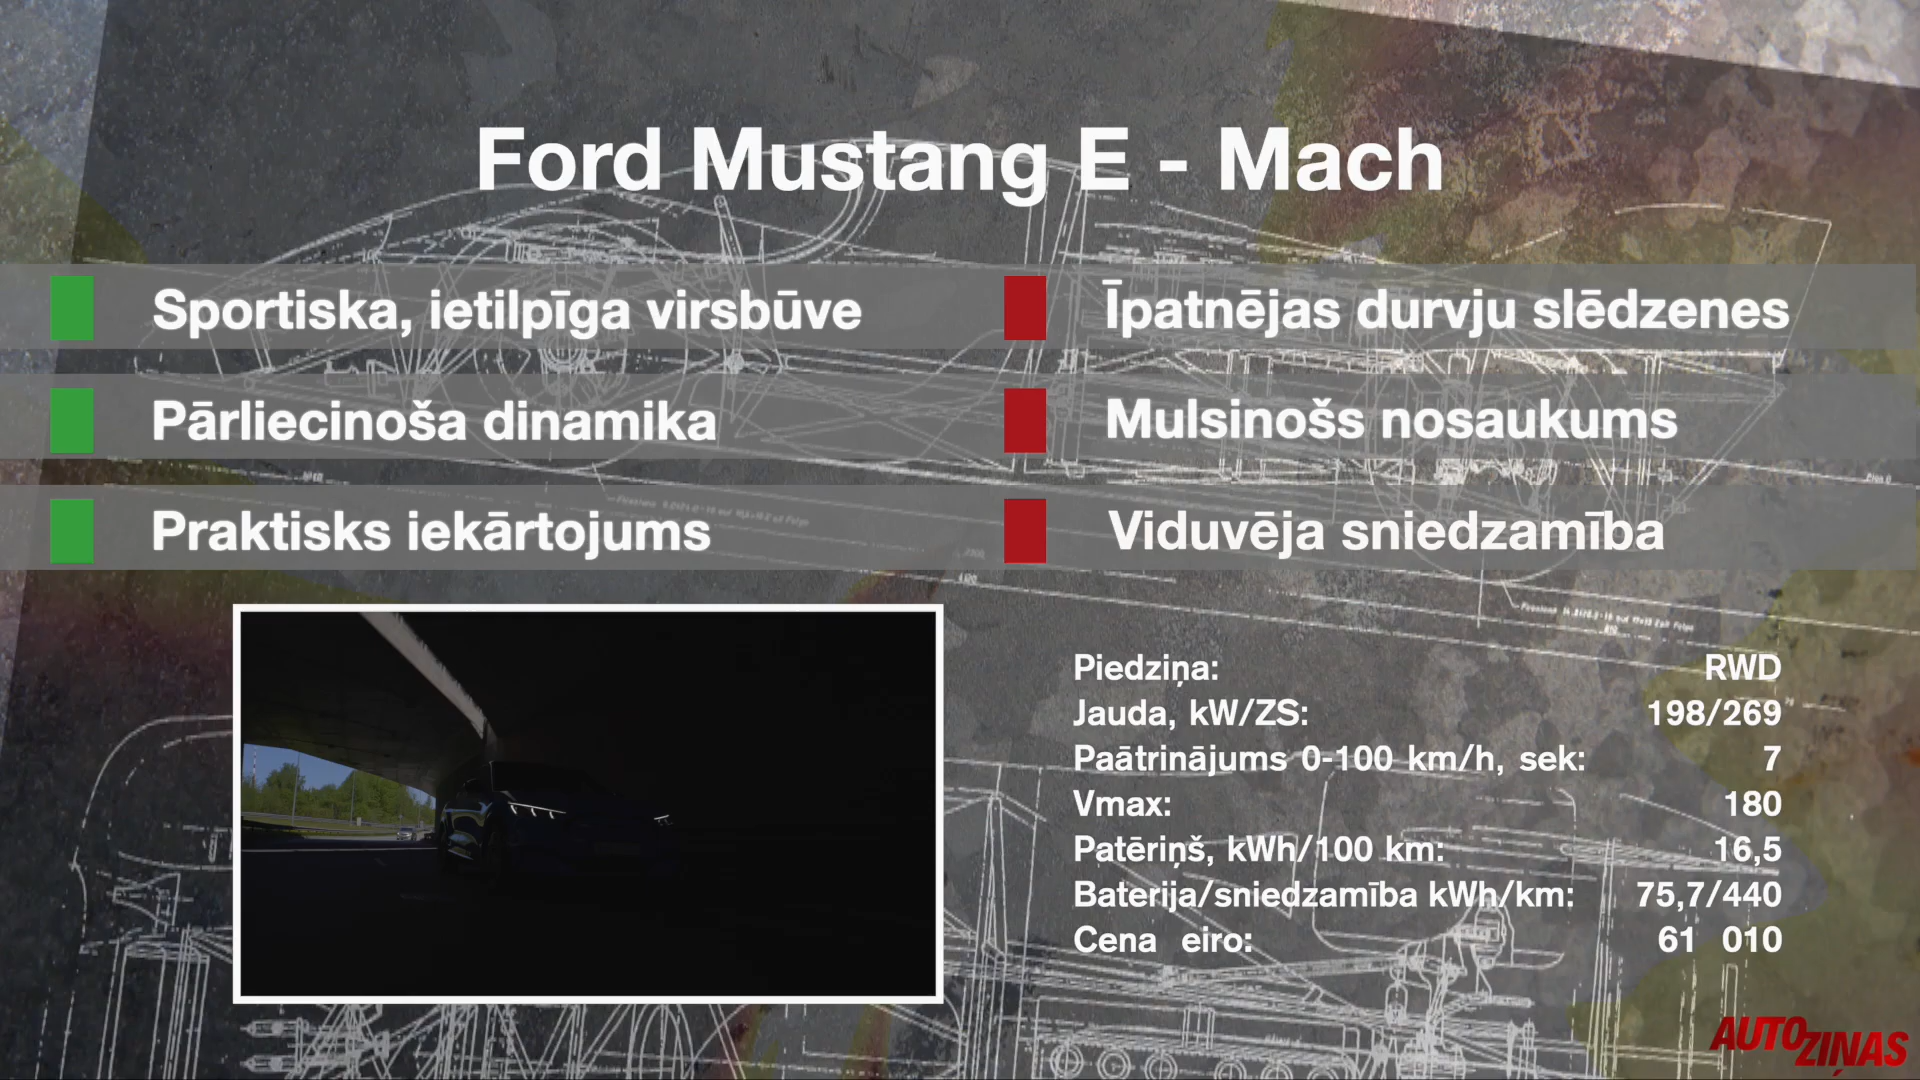 Ford Mustang E - Mach
Sportiska, ietilpīga virsbūve
Īpatnējas durvju slēdzenes
Pārliecinoša dinamika
Mulsinošs nosaukums
Praktisks iekārtojums
Viduvēja sniedzamība
Piedziņa: RWD
Jauda, kW/ZS: 198/269
Paātrinājums 0-100 km/h, sek: 7
Vmax: 180
Patēriņš, kWh/100 km: 16,5
Baterija/sniedzamība kWh/km: 75,7/440
Cena eiro: 61 010
AUTOZIŅAS